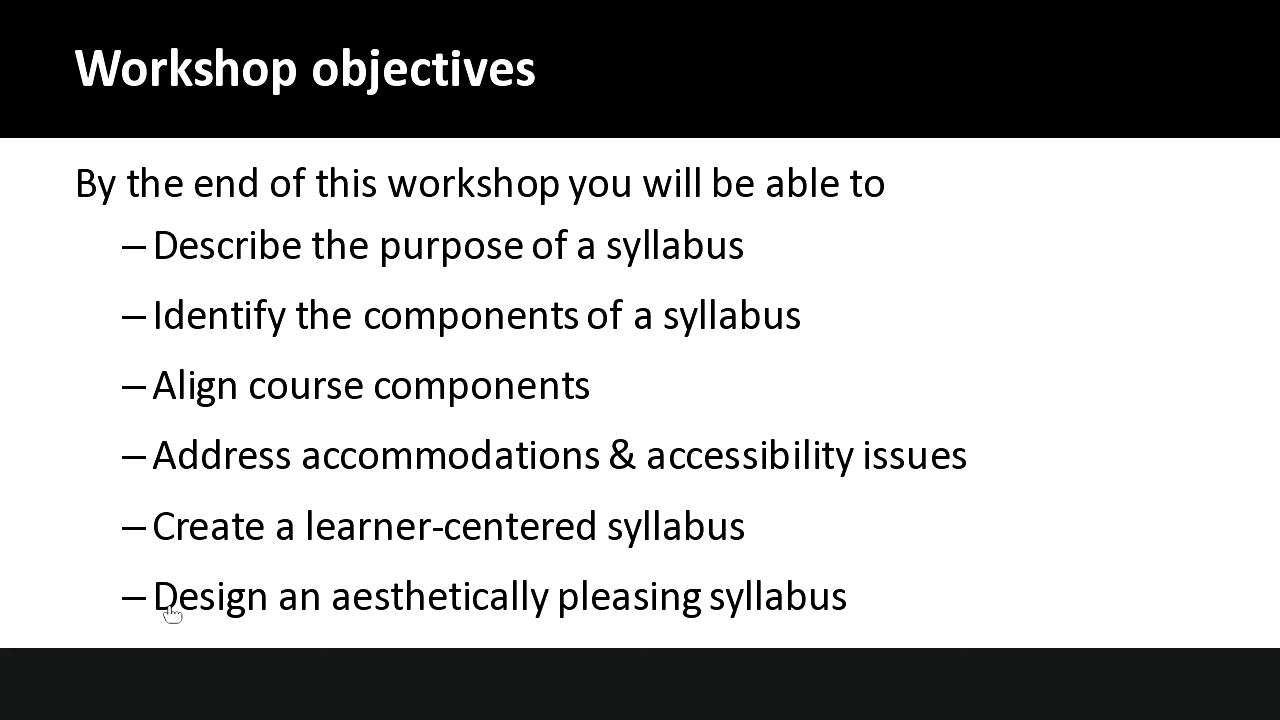 Workshop objectives
By the end of this workshop you will be able to
– Describe the purpose of a syllabus
– Identify the components of a syllabus
– Align course components
– Address accommodations & accessibility issues
– Create a learner-centered syllabus
– Design an aesthetically pleasing syllabus